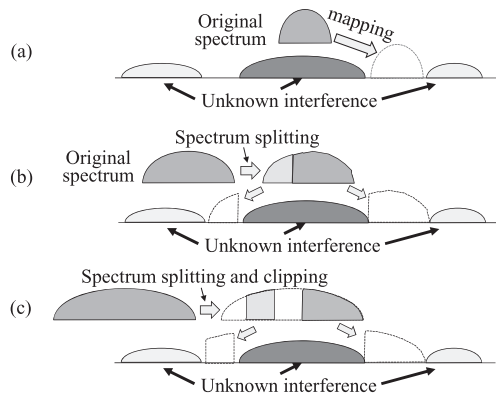 Original
spectrum
mapping
(a)
Unknown interference
Spectrum splitting
Original
spectrum
(b)
Unknown interference
Spectrum splitting and clipping
(c)
Unknown interference